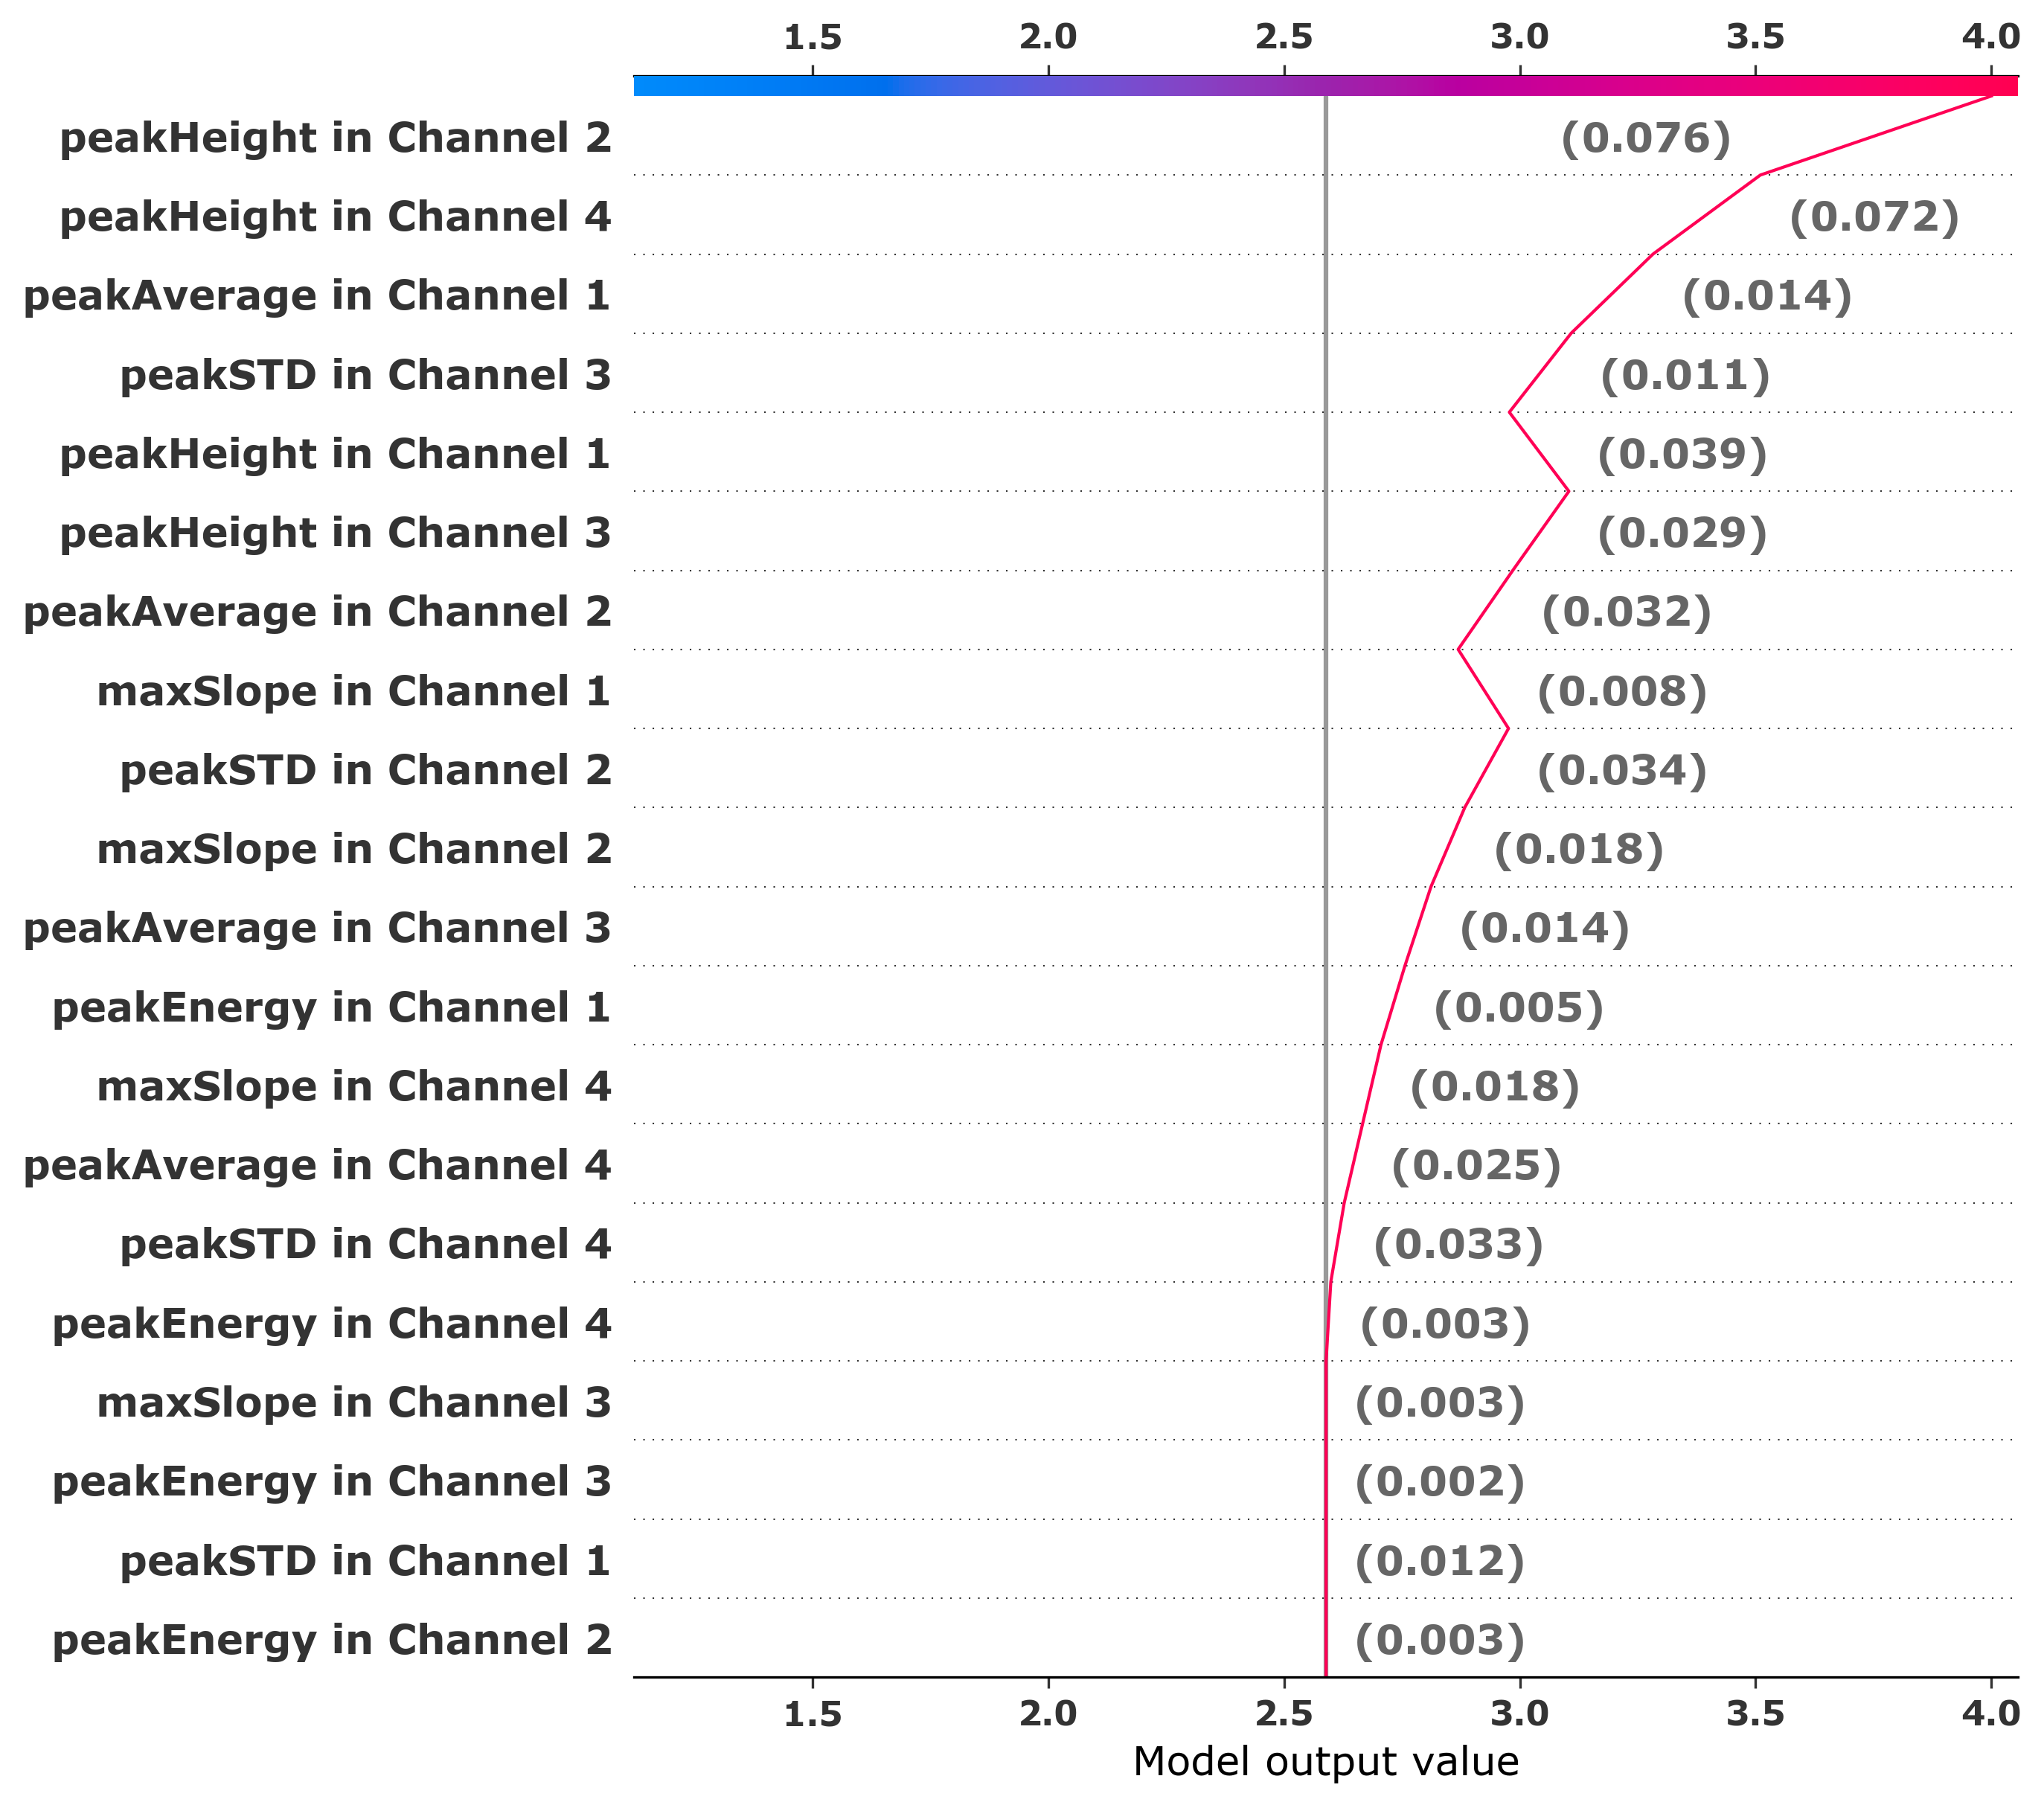 1.5 2.0 2.5 3.0 3.5 4.0
peakHeight in Channel 2 (0.076)
peakHeight in Channel 4 (0.072)
peakAverage in Channel 1 (0.014)
peakSTD in Channel 3 (0.011)
peakHeight in Channel 1 (0.039)
peakHeight in Channel 3 (0.029)
peakAverage in Channel 2 (0.032)
maxSlope in Channel 1 (0.008)
peakSTD in Channel 2 (0.034)
maxSlope in Channel 2 (0.018)
peakAverage in Channel 3 (0.014)
peakEnergy in Channel 1 (0.005)
maxSlope in Channel 4 (0.018)
peakAverage in Channel 4 (0.025)
peakSTD in Channel 4 (0.033)
peakEnergy in Channel 4 (0.003)
maxSlope in Channel 3 (0.003)
peakEnergy in Channel 3 (0.002)
peakSTD in Channel 1 (0.012)
peakEnergy in Channel 2 (0.003)
1.5 2.0 2.5 3.0 3.5 4.0
Model output value